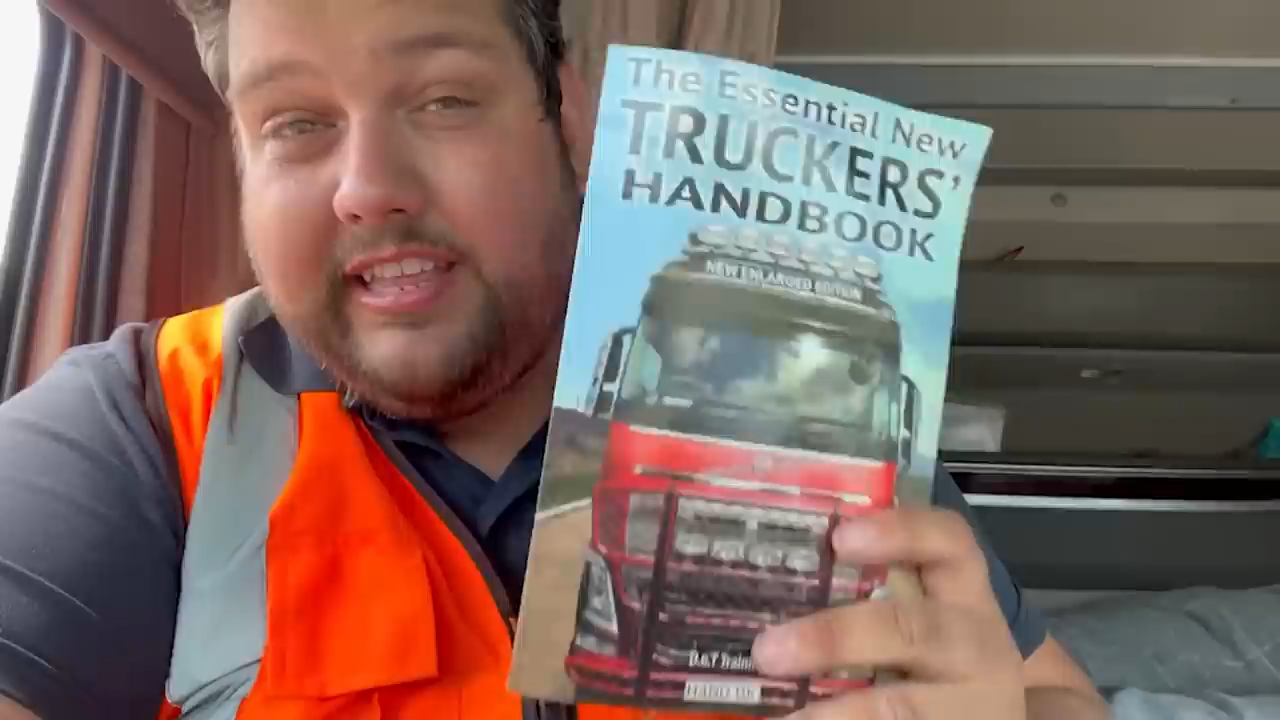 The Essential New
TRUCKERS'
HANDBOOK
NEW ENLARGED EDITION
D.G.T